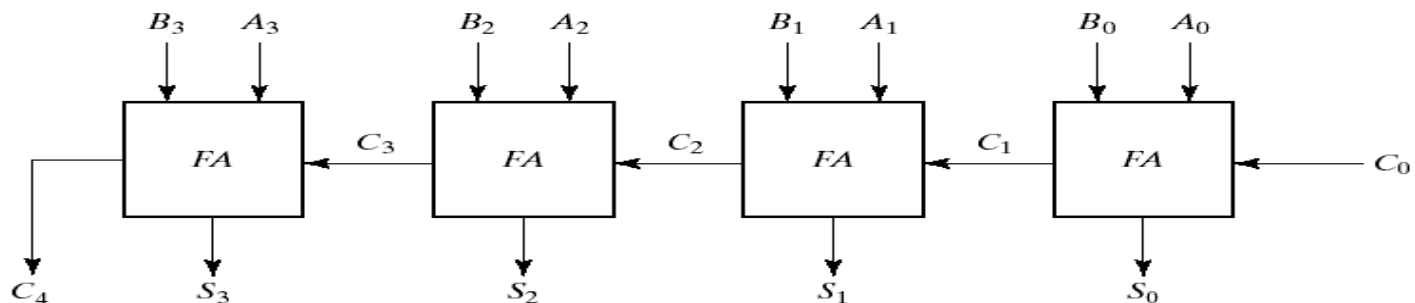 B3 A3 B2 A2 B1 A1 B0 A0
FA C3 FA C2 FA C1 FA C0
C4 S3 S2 S1 S0